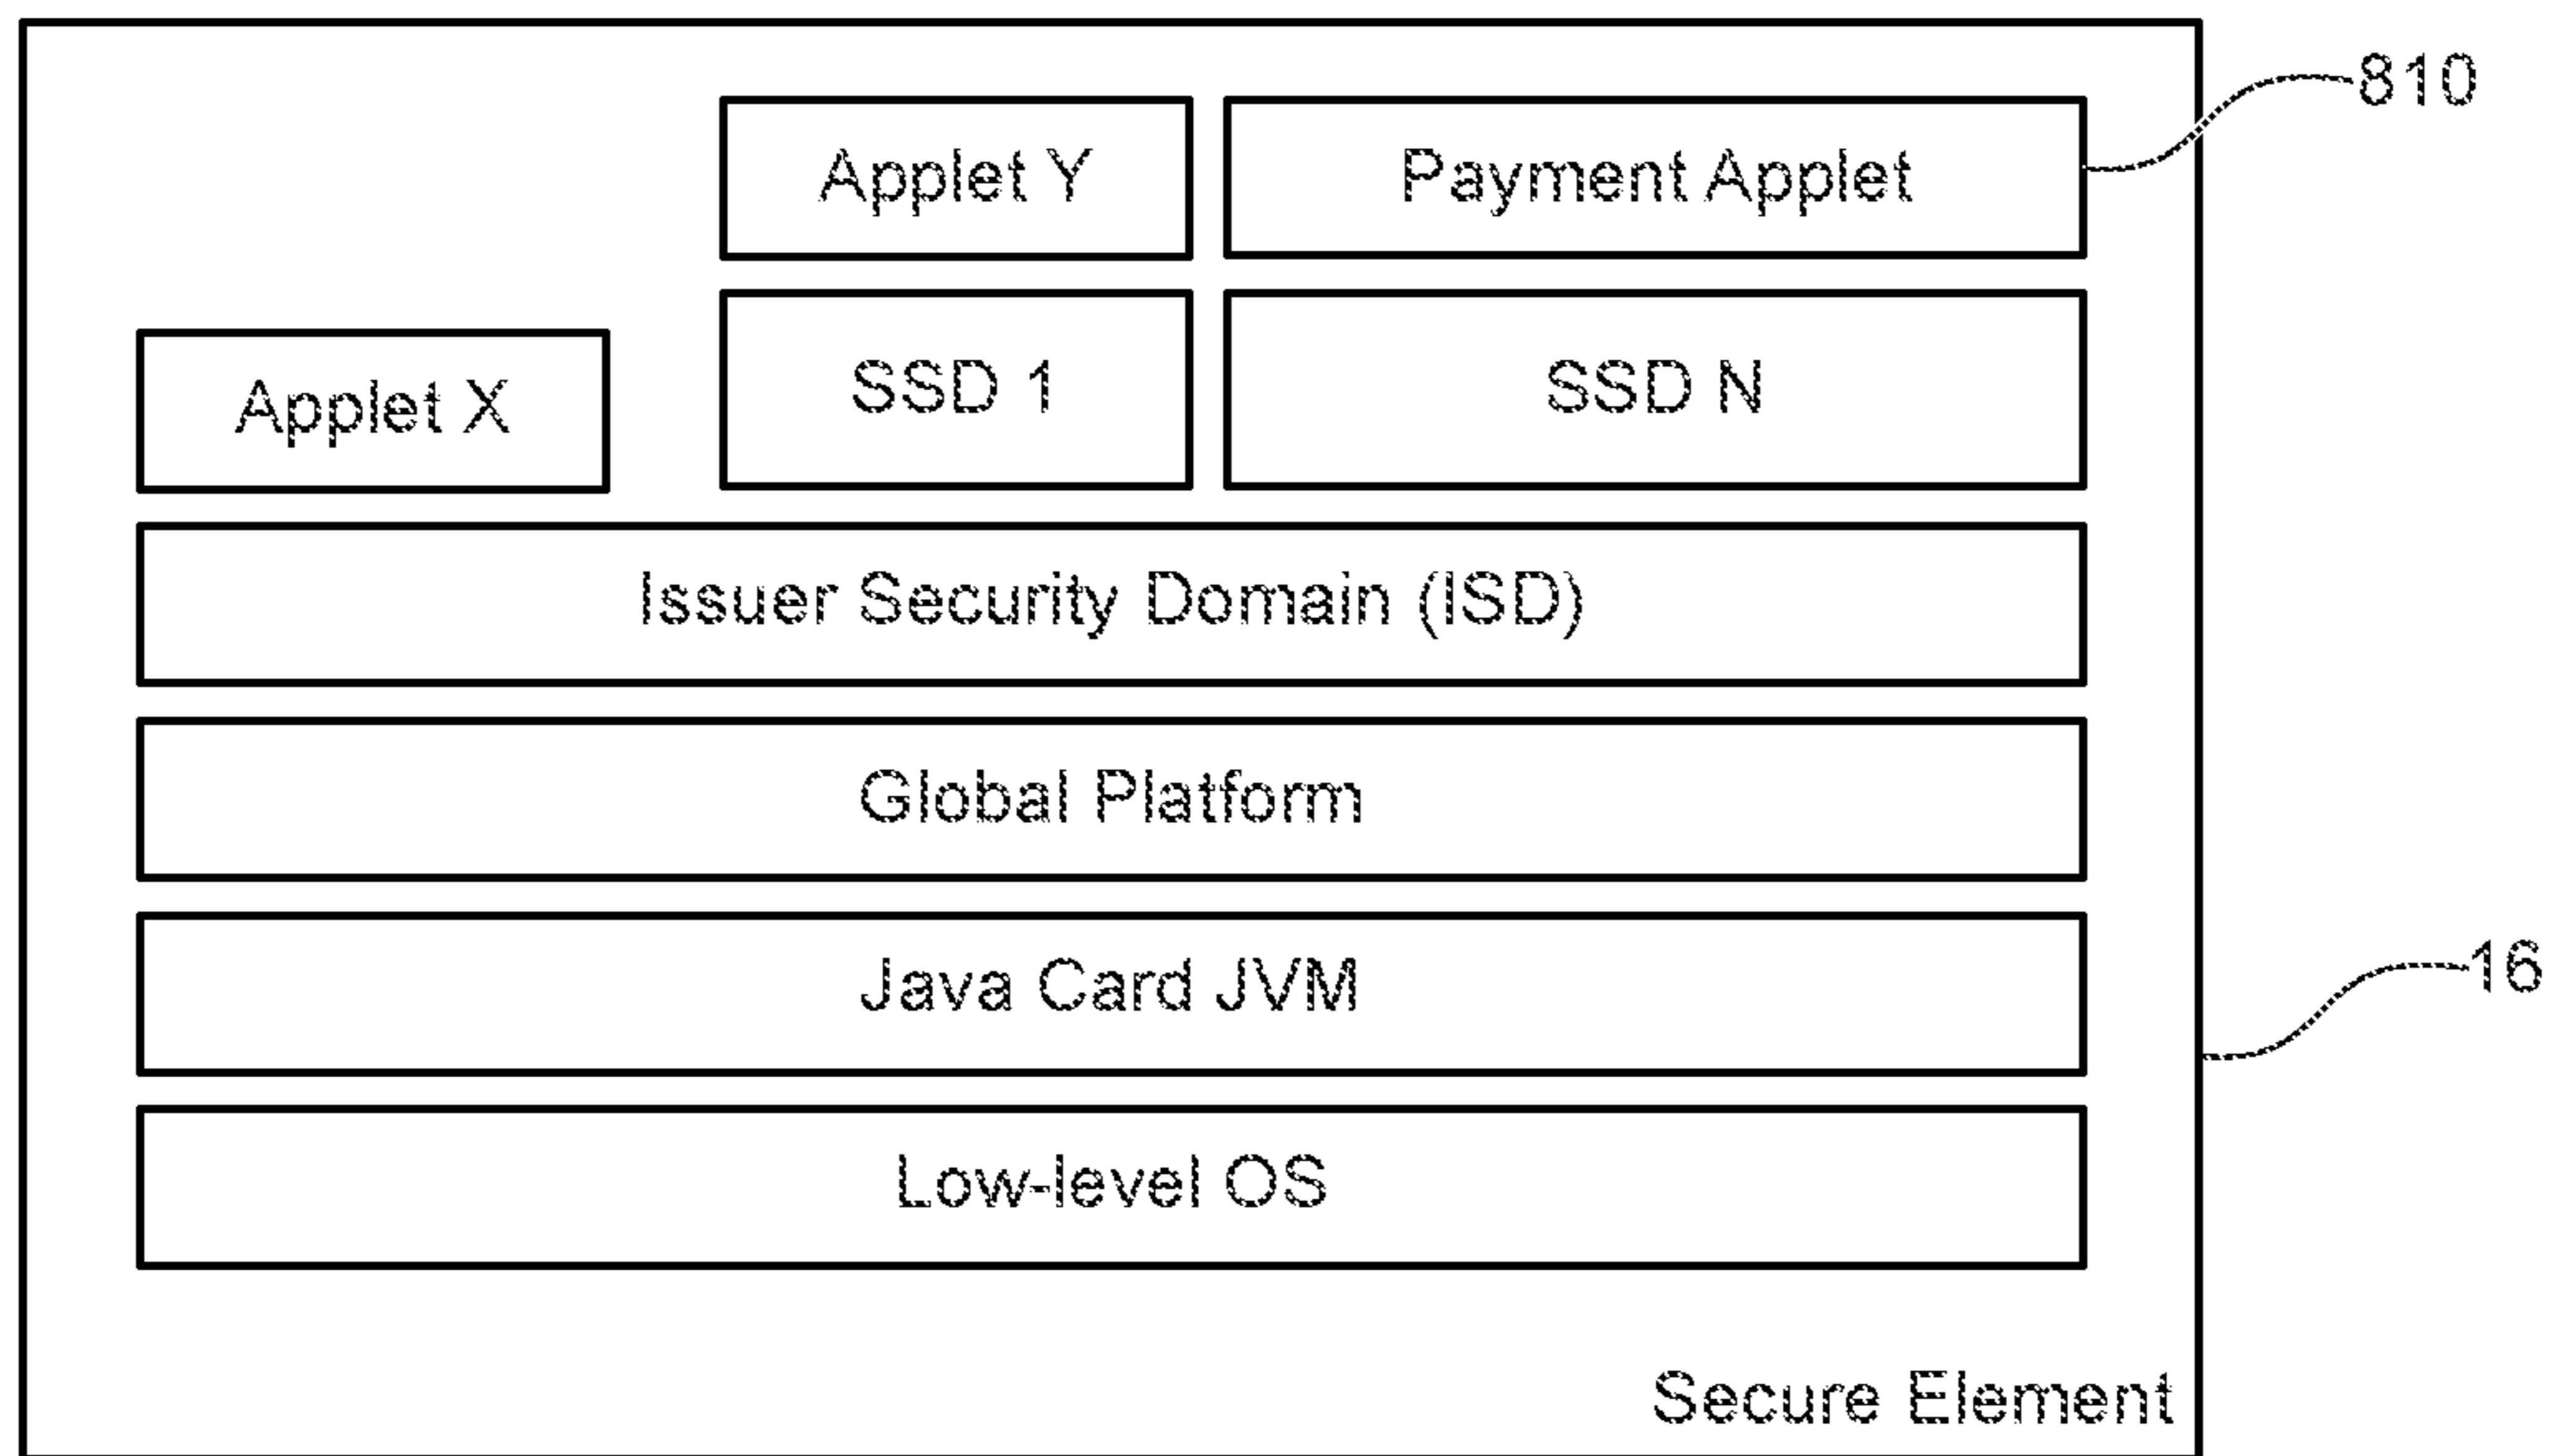 810
Applet Y
Payment Applet
Applet X
SSD 1
SSD N
Issuer Security Domain (ISD)
Global Platform
Java Card JVM
16
Low-level OS
Secure Element